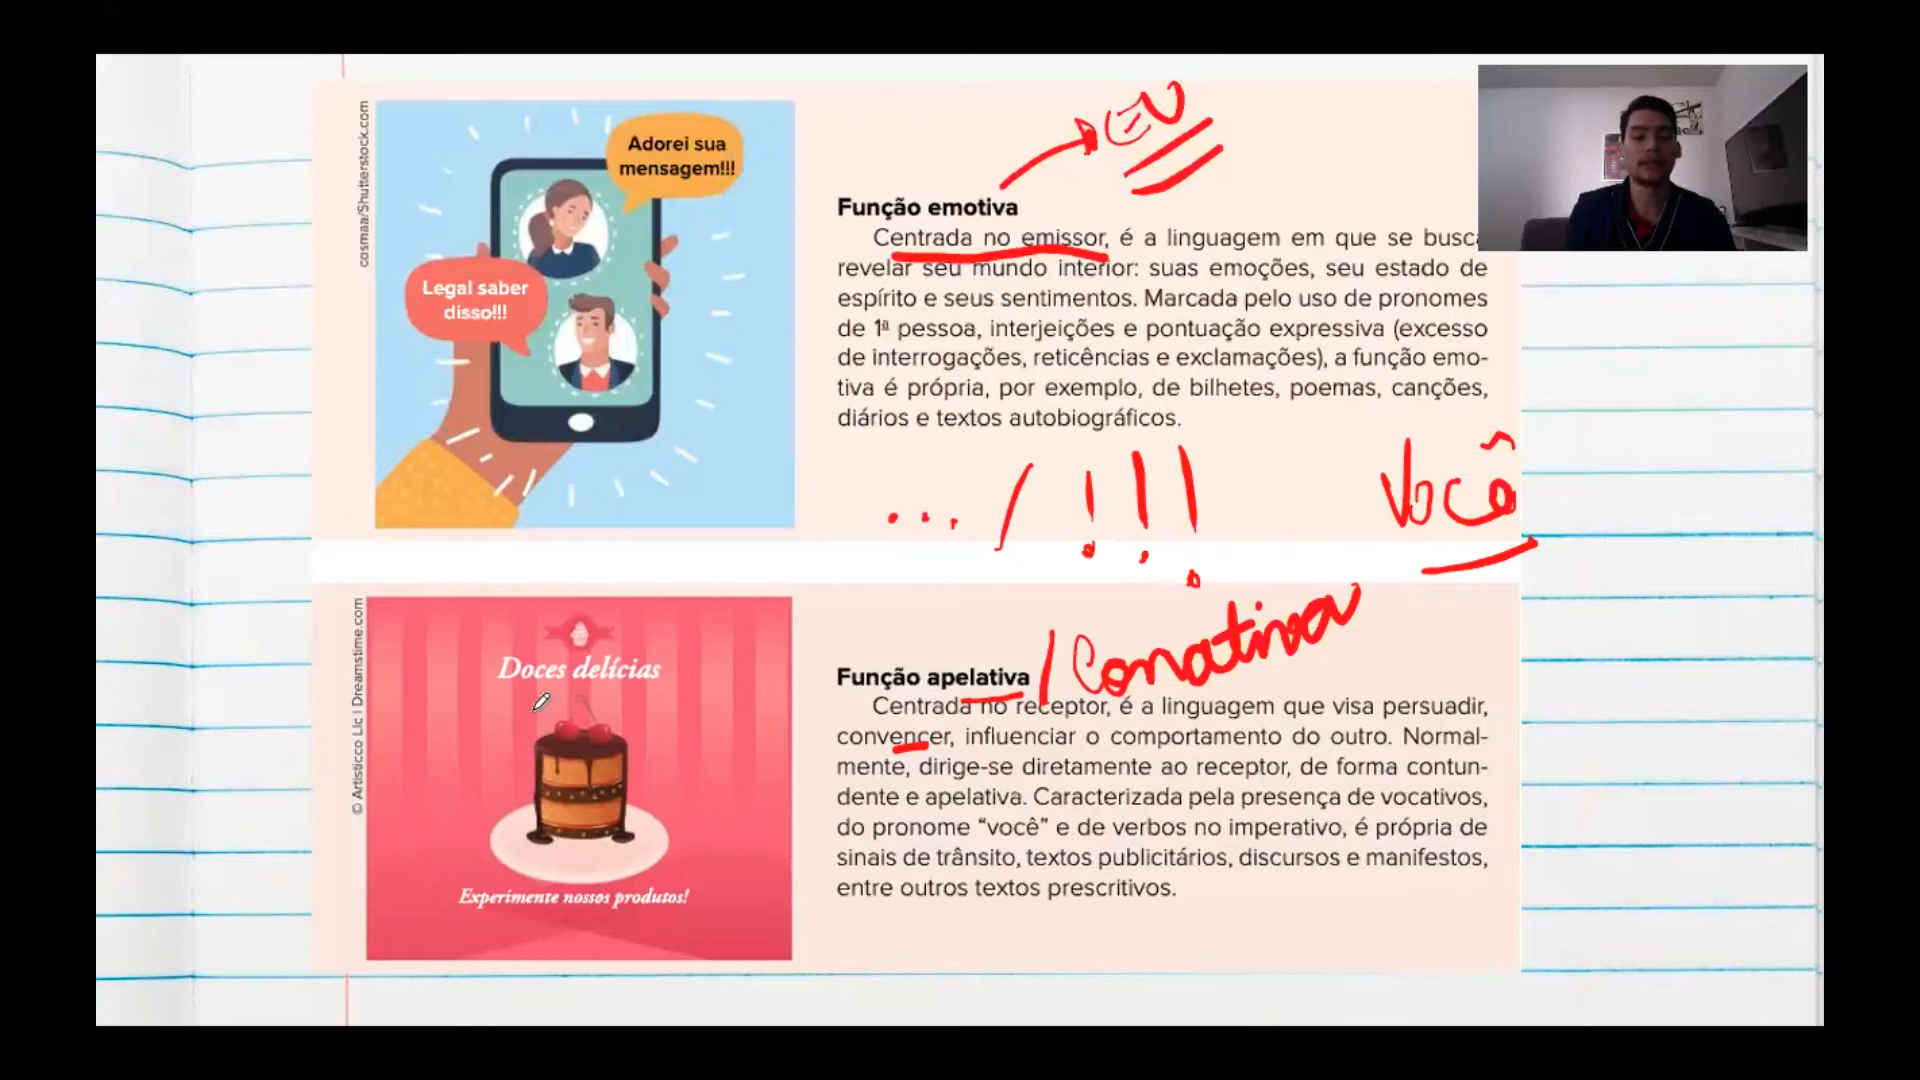 cosmaa/Shutterstock.com
Adorei sua
mensagem!!!
Legal saber
disso!!!
EU
Função emotiva
Centrada no emissor, é a linguagem em que se busca
revelar seu mundo interior: suas emoções, seu estado de
espírito e seus sentimentos. Marcada pelo uso de pronomes
de 1ª pessoa, interjeições e pontuação expressiva (excesso
de interrogações, reticências e exclamações), a função emo-
tiva é própria, por exemplo, de bilhetes, poemas, canções,
diários e textos autobiográficos.
... / ! ! !
Você
© Artisticco Llc | Dreamstime.com
Doces delícias
Experimente nossos produtos!
Função apelativa / Conativa
Centrada no receptor, é a linguagem que visa persuadir,
convencer, influenciar o comportamento do outro. Normal-
mente, dirige-se diretamente ao receptor, de forma contun-
dente e apelativa. Caracterizada pela presença de vocativos,
do pronome “você” e de verbos no imperativo, é própria de
sinais de trânsito, textos publicitários, discursos e manifestos,
entre outros textos prescritivos.